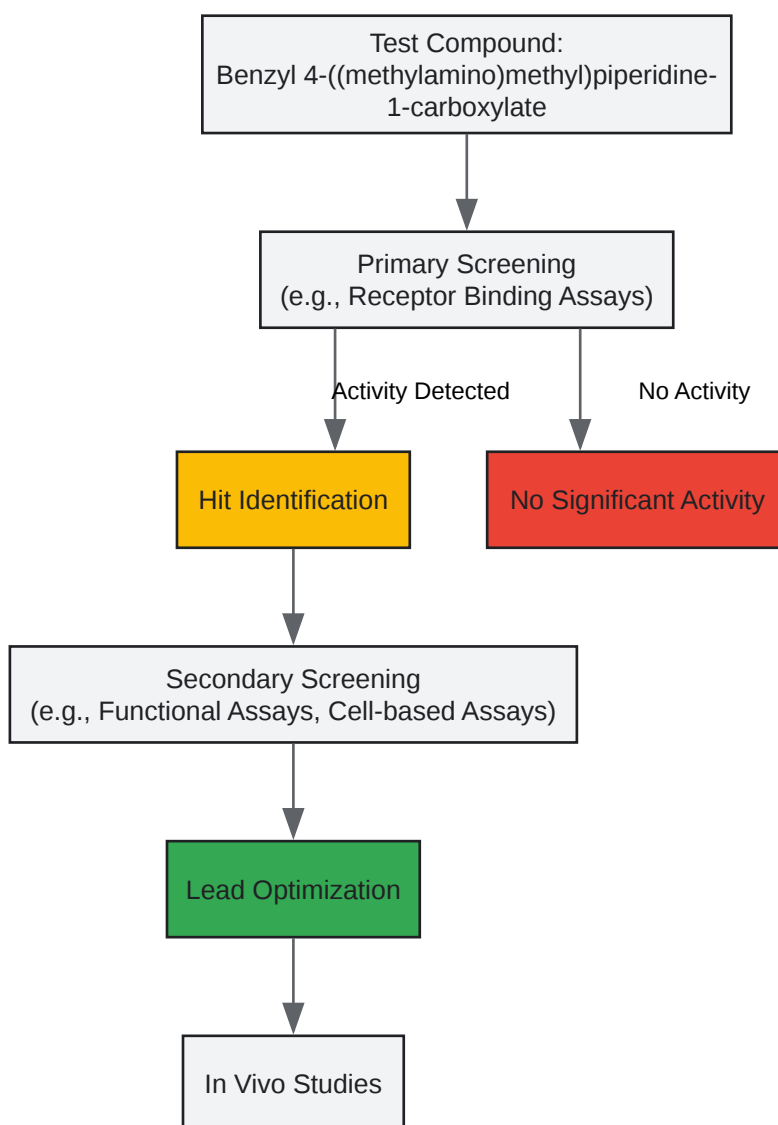 Test Compound:
Benzyl 4-((methylamino)methyl)piperidine-
1-carboxylate
Primary Screening
(e.g., Receptor Binding Assays)
Activity Detected
No Activity
Hit Identification
No Significant Activity
Secondary Screening
(e.g., Functional Assays, Cell-based Assays)
Lead Optimization
In Vivo Studies